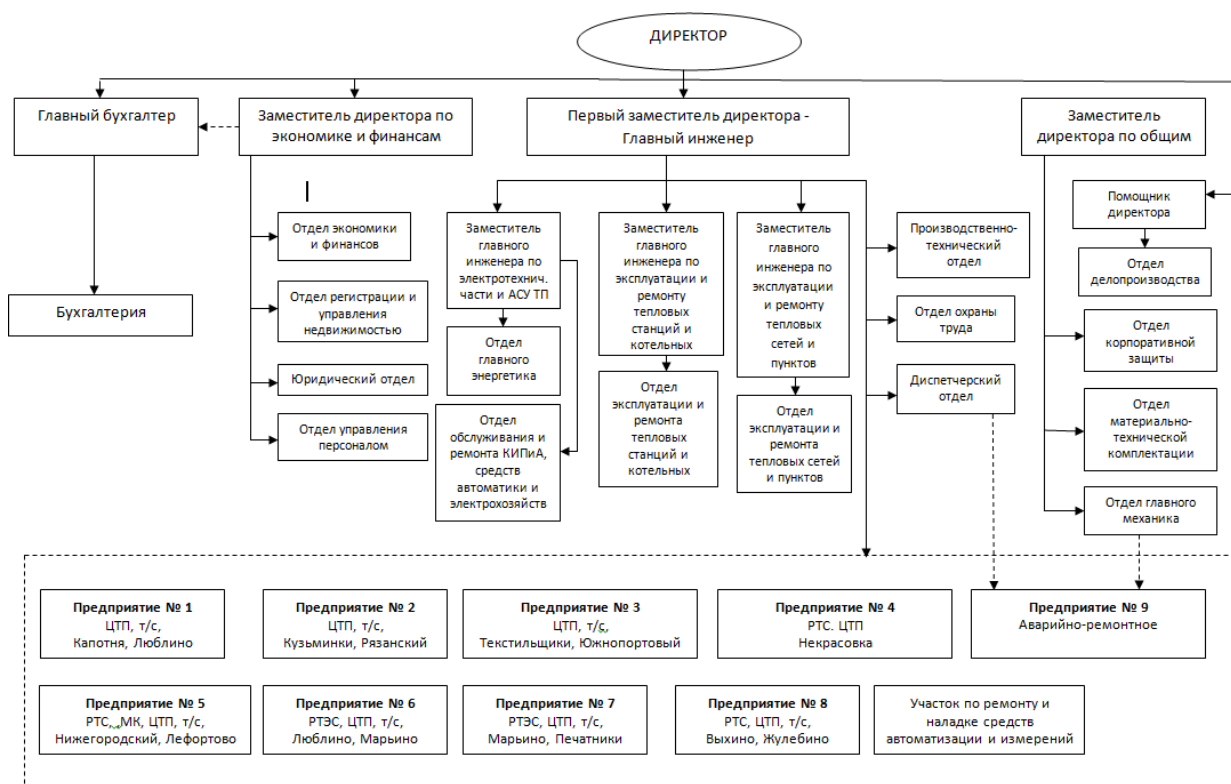 ДИРЕКТОР
Главный бухгалтер
Заместитель директора по
экономике и финансам
Первый заместитель директора -
Главный инженер
Заместитель
директора по общим
Помощник
директора
Отдел
делопроизводства
Отдел экономики
и финансов
Заместитель
главного
инженера по
электротехнич.
части и АСУ ТП
Заместитель
главного
инженера по
эксплуатации и
ремонту
тепловых
станций и
котельных
Заместитель
главного
инженера по
эксплуатации
и ремонту
тепловых
сетей и
пунктов
Производственно-
технический
отдел
Бухгалтерия
Отдел регистрации и
управления
недвижимостью
Отдел охраны
труда
Отдел
корпоративной
защиты
Отдел
главного
энергетика
Юридический отдел
Отдел
эксплуатации и
ремонта
тепловых
станций и
котельных
Диспетчерский
отдел
Отдел управления
персоналом
Отдел
обслуживания и
ремонта КИПиА,
средств
автоматики и
электрохозяйств
Отдел
эксплуатации и
ремонта
тепловых сетей
и пунктов
Отдел
материально-
технической
комплектации
Отдел главного
механика
Предприятие № 1
ЦТП, т/с,
Капотня, Люблино
Предприятие № 2
ЦТП, т/с,
Кузьминки, Рязанский
Предприятие № 3
ЦТП, т/с,
Текстильщики, Южнопортовый
Предприятие № 4
РТС. ЦТП
Некрасовка
Предприятие № 9
Аварийно-ремонтное
Предприятие № 5
РТС, МК, ЦТП, т/с,
Нижегородский, Лефортово
Предприятие № 6
РТЭС, ЦТП, т/с,
Люблино, Марьино
Предприятие № 7
РТЭС, ЦТП, т/с,
Марьино, Печатники
Предприятие № 8
РТС, ЦТП, т/с,
Выхино, Жулебино
Участок по ремонту и
наладке средств
автоматизации и измерений